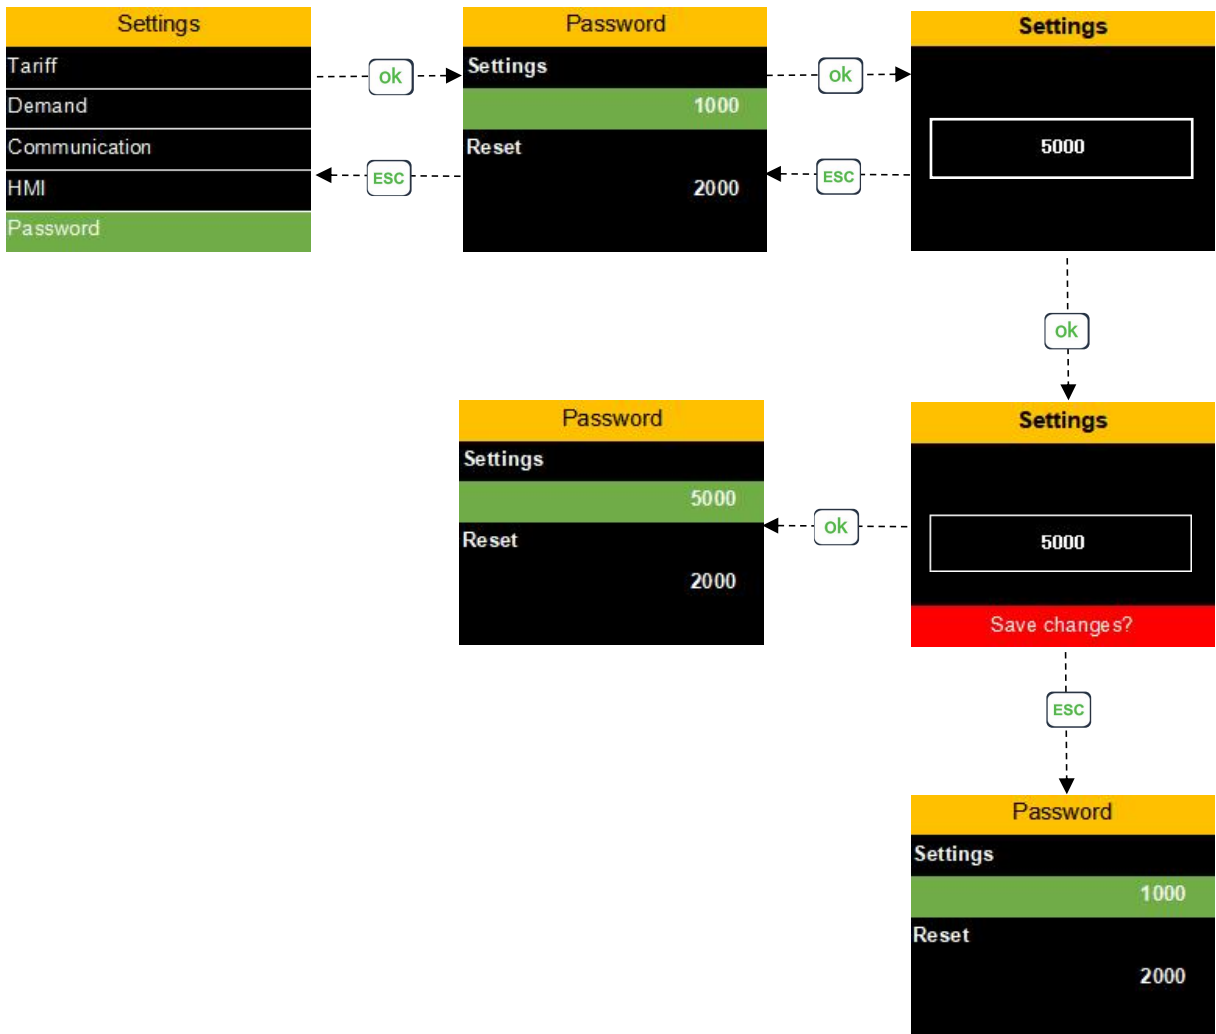 Settings
Tariff
Demand
Communication
HMI
Password
ok
ESC
Password
Settings
1000
Reset
2000
ok
ESC
Settings
5000
ok
Password
Settings
5000
Reset
2000
ok
Settings
5000
Save changes?
ESC
Password
Settings
1000
Reset
2000